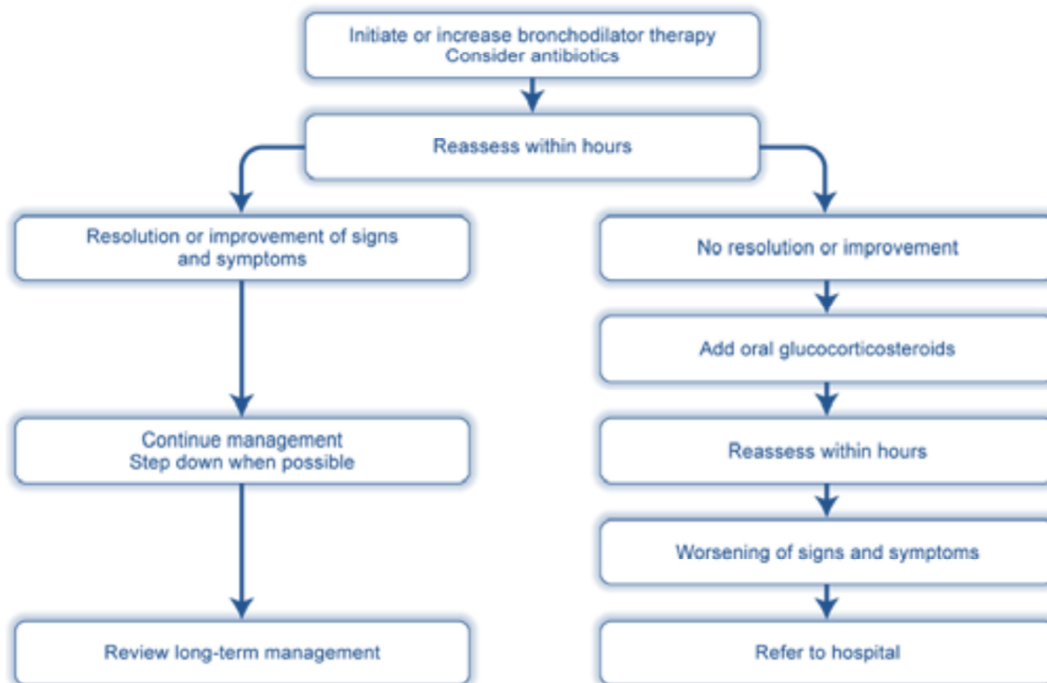 Initiate or increase bronchodilator therapy
Consider antibiotics
Reassess within hours
Resolution or improvement of signs
and symptoms
No resolution or improvement
Add oral glucocorticosteroids
Continue management
Step down when possible
Reassess within hours
Worsening of signs and symptoms
Review long-term management
Refer to hospital